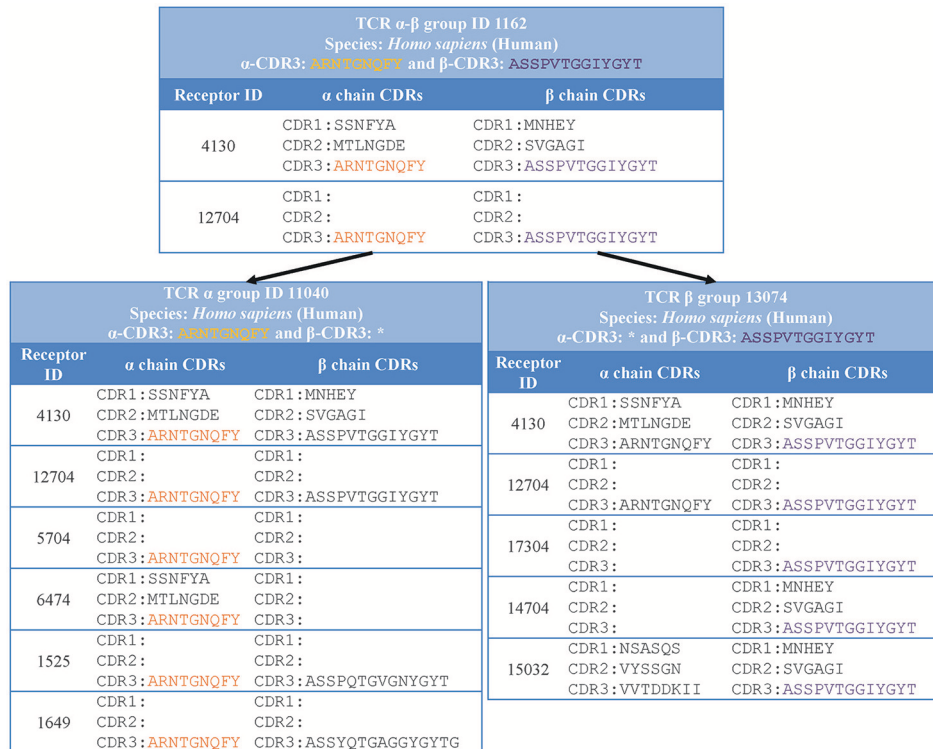 TCR α-β group ID 1162
Species: Homo sapiens (Human)
α-CDR3: ARNTGNQFY and β-CDR3: ASSPVTGGIYGYT
Receptor ID α chain CDRs β chain CDRs
CDR1:SSNFYA CDR1:MNHEY
4130 CDR2:MTLNGDE CDR2:SVGAGI
CDR3:ARNTGNQFY CDR3:ASSPVTGGIYGYT
CDR1: CDR1:
12704 CDR2: CDR2:
CDR3:ARNTGNQFY CDR3:ASSPVTGGIYGYT
TCR α group ID 11040
Species: Homo sapiens (Human)
α-CDR3: ARNTGNQFY and β-CDR3: *
Receptor ID α chain CDRs β chain CDRs
CDR1:SSNFYA CDR1:MNHEY
4130 CDR2:MTLNGDE CDR2:SVGAGI
CDR3:ARNTGNQFY CDR3:ASSPVTGGIYGYT
CDR1: CDR1:
12704 CDR2: CDR2:
CDR3:ARNTGNQFY CDR3:ASSPVTGGIYGYT
CDR1: CDR1:
5704 CDR2: CDR2:
CDR3:ARNTGNQFY CDR3:
CDR1:SSNFYA CDR1:
6474 CDR2:MTLNGDE CDR2:
CDR3:ARNTGNQFY CDR3:
CDR1: CDR1:
1525 CDR2: CDR2:
CDR3:ARNTGNQFY CDR3:ASSPQTGVGNYGYT
CDR1: CDR1:
1649 CDR2: CDR2:
CDR3:ARNTGNQFY CDR3:ASSYQTGAGGYGYTG
TCR β group 13074
Species: Homo sapiens (Human)
α-CDR3: * and β-CDR3: ASSPVTGGIYGYT
Receptor ID α chain CDRs β chain CDRs
CDR1:SSNFYA CDR1:MNHEY
4130 CDR2:MTLNGDE CDR2:SVGAGI
CDR3:ARNTGNQFY CDR3:ASSPVTGGIYGYT
CDR1: CDR1:
12704 CDR2: CDR2:
CDR3:ARNTGNQFY CDR3:ASSPVTGGIYGYT
CDR1: CDR1:
17304 CDR2: CDR2:
CDR3: CDR3:ASSPVTGGIYGYT
CDR1: CDR1:MNHEY
14704 CDR2: CDR2:SVGAGI
CDR3: CDR3:ASSPVTGGIYGYT
CDR1:NSASQS CDR1:MNHEY
15032 CDR2:VYSSGN CDR2:SVGAGI
CDR3:VVTDDKII CDR3:ASSPVTGGIYGYT